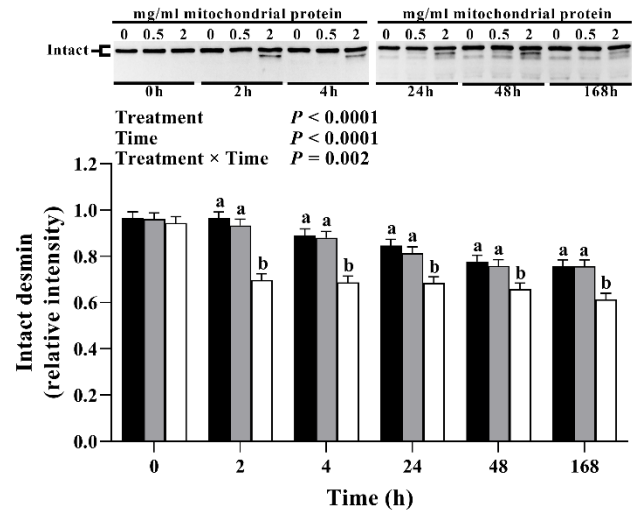 mg/ml mitochondrial protein mg/ml mitochondrial protein
0 0.5 2 0 0.5 2 0 0.5 2 0 0.5 2 0 0.5 2 0 0.5 2
Intact
0h 2h 4h 24h 48h 168h
Treatment P < 0.0001
Time P < 0.0001
Treatment × Time P = 0.002
Intact desmin
(relative intensity)
1.2
1.0
0.8
0.6
0.4
0.2
0.0
a a b a a b a a b a a b a a b
0 2 4 24 48 168
Time (h)